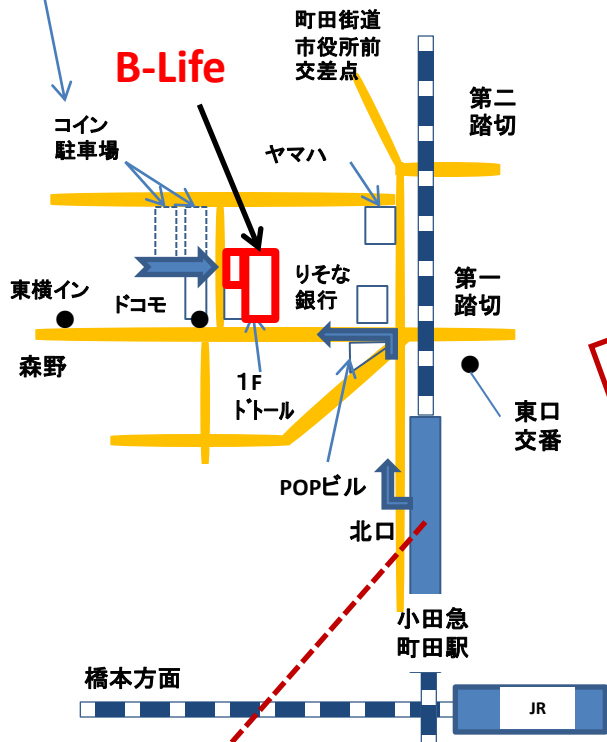 町田街道
市役所前
交差点
B-Life
第二
踏切
コイン
駐車場
ヤマハ
りそな
銀行
第一
踏切
東横イン
ドコモ
森野
1F
ドトール
東口
交番
POPビル
北口
小田急
町田駅
橋本方面
JR